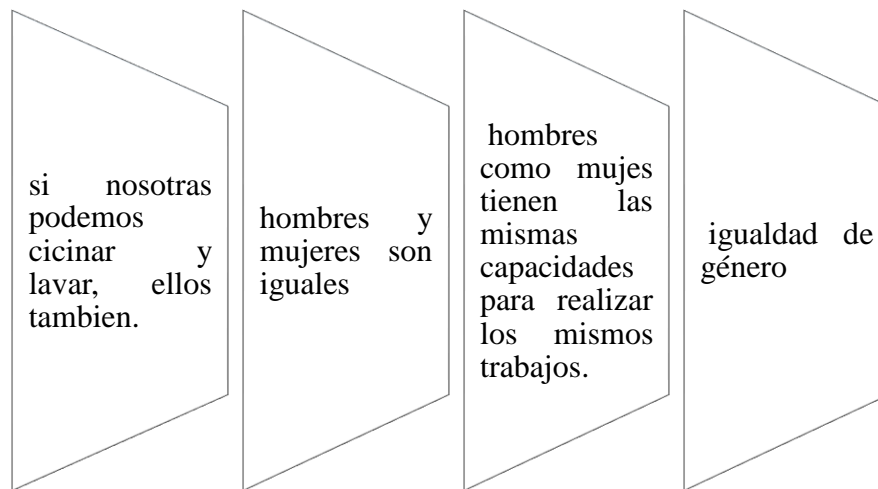 si nosotras
podemos
cicinar y
lavar, ellos
tambien.
hombres y
mujeres son
iguales
hombres
como mujes
tienen las
mismas
capacidades
para realizar
los mismos
trabajos.
igualdad de
género